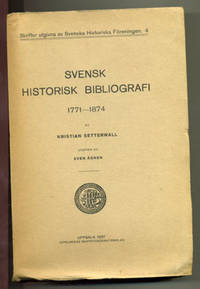 Skrifter utgivna av Svenska Historiska Föreningen. 4
SVENSK
HISTORISK BIBLIOGRAFI
1771—1874
AV
KRISTIAN SETTERWALL
UTGIVEN AV
SVEN ÅGREN
UPPSALA 1937